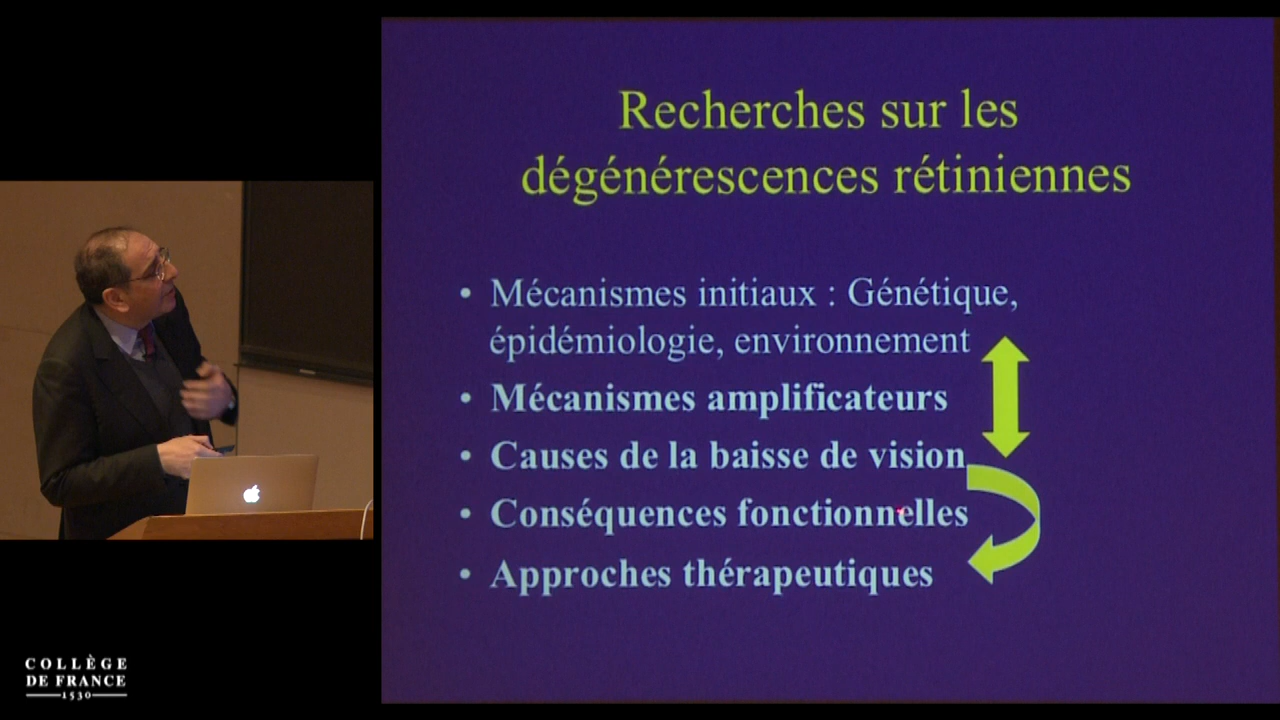 Recherches sur les
dégénérescences rétiniennes
• Mécanismes initiaux : Génétique,
épidémiologie, environnement
• Mécanismes amplificateurs
• Causes de la baisse de vision
• Conséquences fonctionnelles
• Approches thérapeutiques
COLLÈGE
DE FRANCE
1530